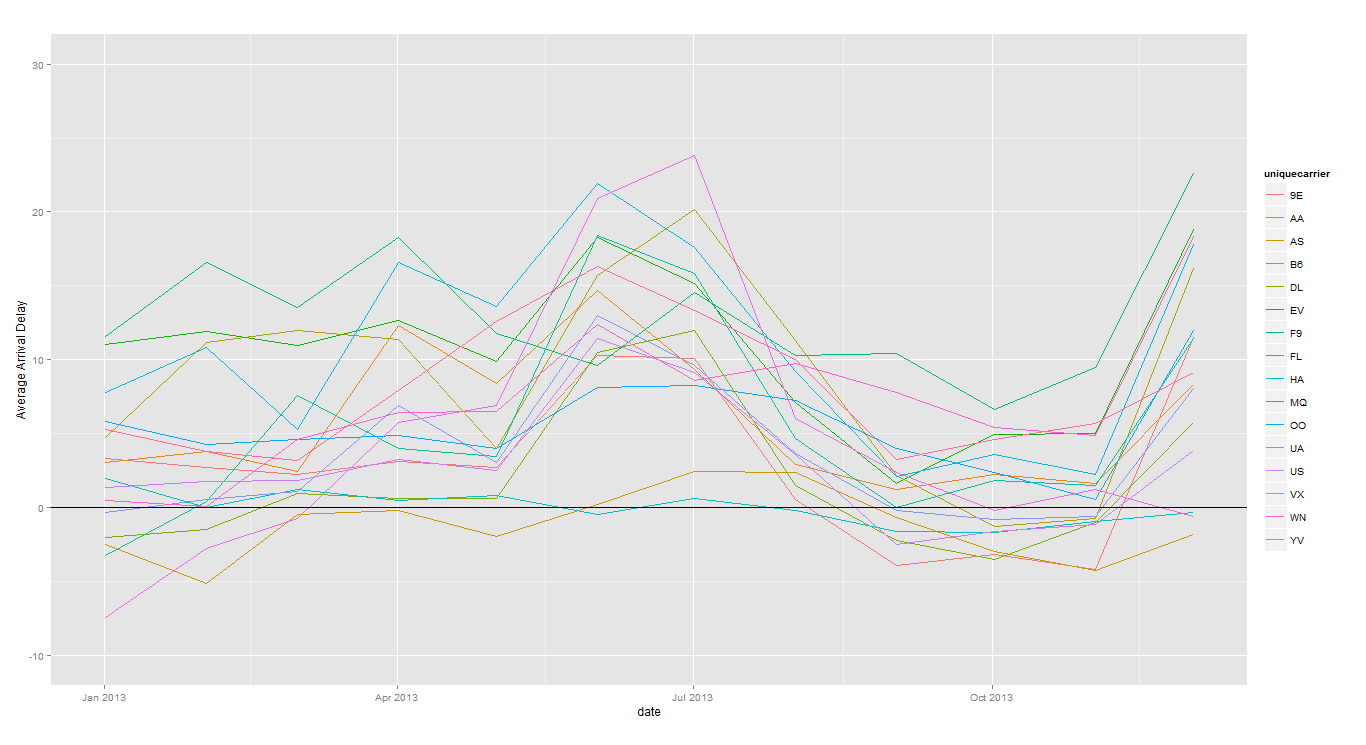 30
20
10
0
-10
Average Arrival Delay
Jan 2013
Apr 2013
Jul 2013
Oct 2013
date
uniquecarrier
9E
AA
AS
B6
DL
EV
F9
FL
HA
MQ
OO
UA
US
VX
WN
YV